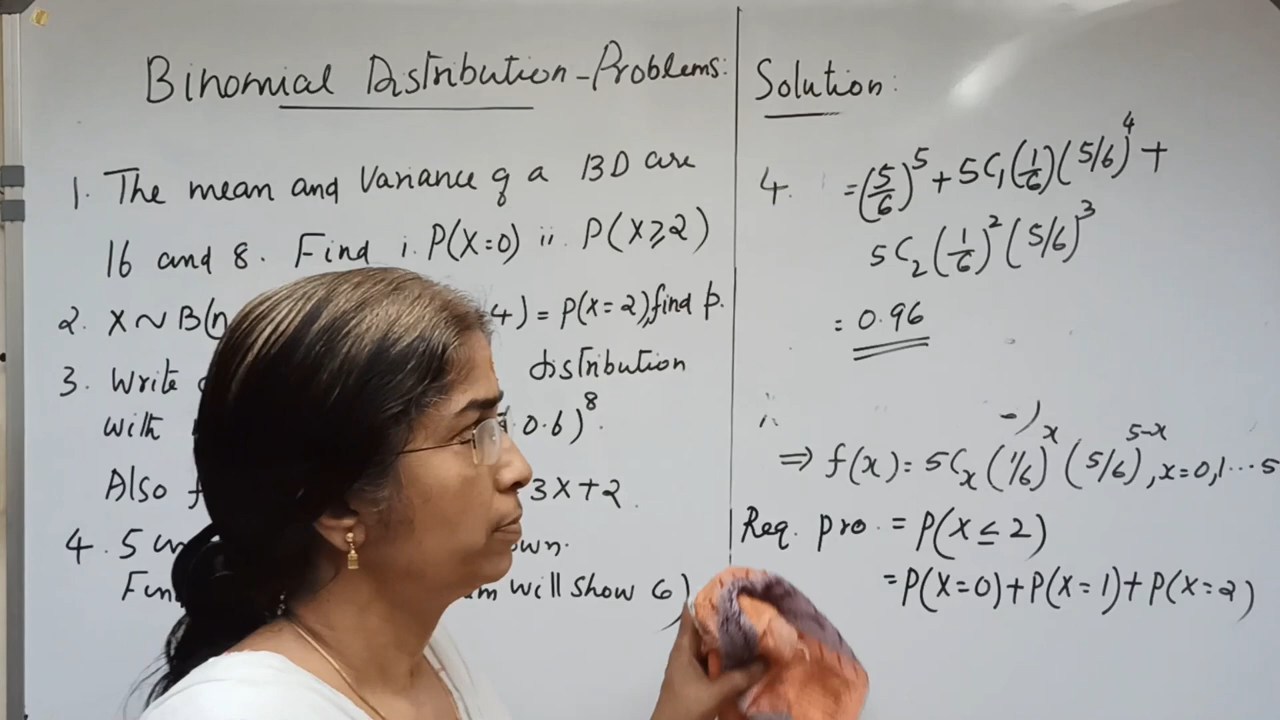 Binomial Distribution - Problems:
1. The mean and Variance of a BD are
16 and 8. Find i. P(X=0) ii. P(X≥2)
2. X ~ B(n 4) = P(X=2), find p.
3. Write distribution
with 0.6)⁸.
Also 3X+2.
4. 5 own.
will show 6)
Solution:
4. = (5/6)⁵ + 5C₁(1/6)(5/6)⁴ +
5C₂(1/6)²(5/6)³
= 0.96
⇒ f(x) = 5Cₓ(1/6)ˣ(5/6)⁵⁻ˣ, x=0,1...5
Req. pro. = P(X≤2)
= P(X=0)+P(X=1)+P(X=2)